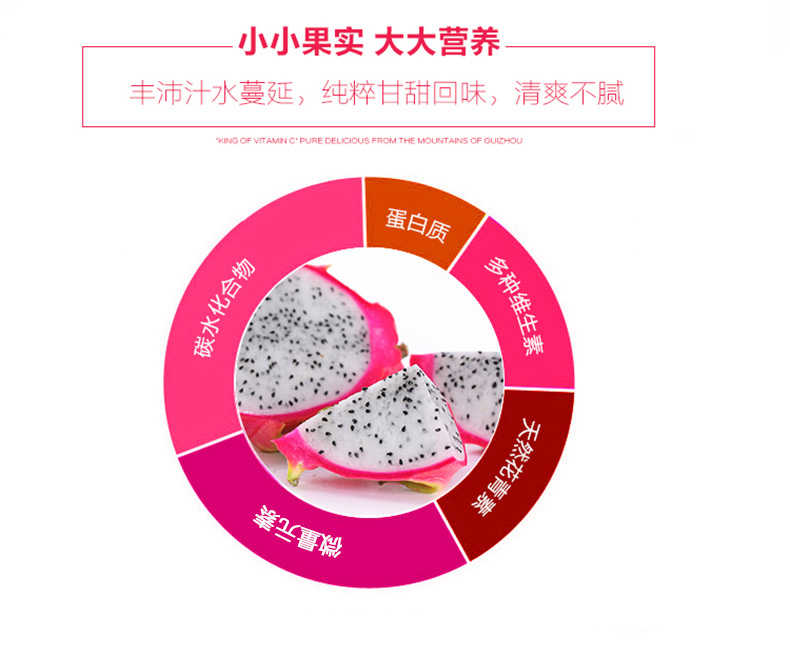 小小果实 大大营养
丰沛汁水蔓延，纯粹甘甜回味，清爽不腻
"KING OF VITAMIN C" PURE DELICIOUS FROM THE MOUNTAINS OF GUIZHOU
蛋白质
多种维生素
天然花青素
微量元素
碳水化合物